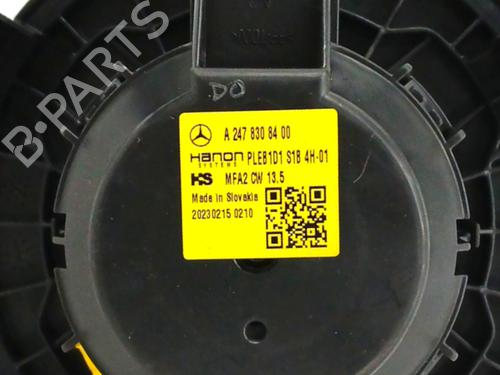 DO
A 247 830 84 00
Hanon PLEB1D1 S1B 4H-01
SYSTEMS
HS MFA2 CW 13.5
Made in Slovakia
20230215 0210